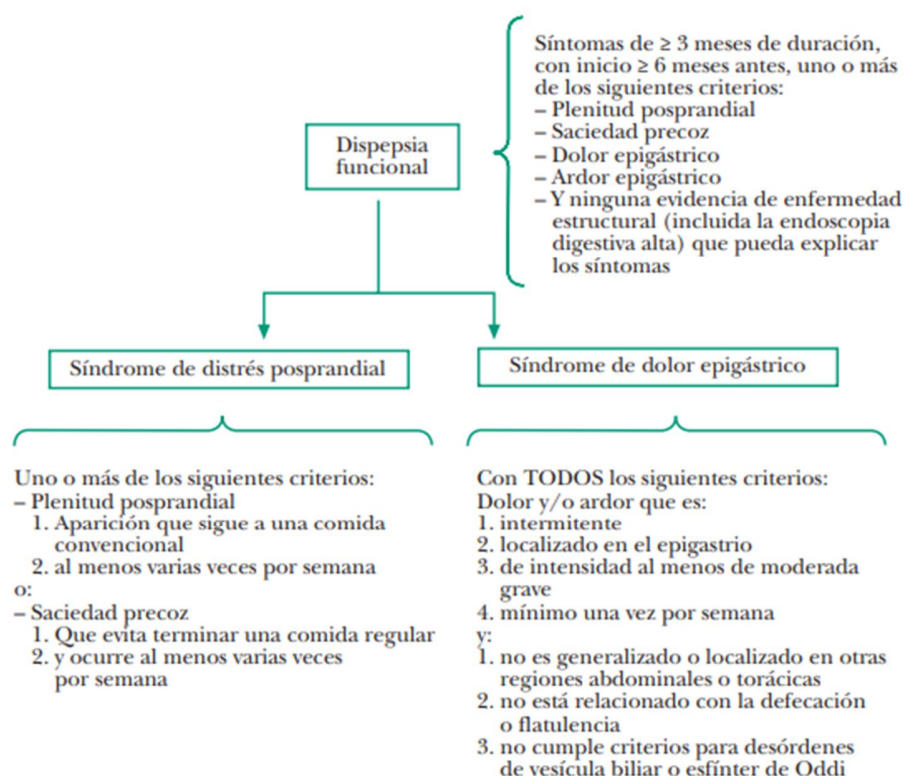 Síntomas de ≥ 3 meses de duración,
con inicio ≥ 6 meses antes, uno o más
de los siguientes criterios:
– Plenitud posprandial
– Saciedad precoz
– Dolor epigástrico
– Ardor epigástrico
– Y ninguna evidencia de enfermedad
estructural (incluida la endoscopia
digestiva alta) que pueda explicar
los síntomas
Dispepsia
funcional
Síndrome de distrés posprandial
Síndrome de dolor epigástrico
Uno o más de los siguientes criterios:
– Plenitud posprandial
1. Aparición que sigue a una comida
convencional
2. al menos varias veces por semana
o:
– Saciedad precoz
1. Que evita terminar una comida regular
2. y ocurre al menos varias veces
por semana
Con TODOS los siguientes criterios:
Dolor y/o ardor que es:
1. intermitente
2. localizado en el epigastrio
3. de intensidad al menos de moderada
grave
4. mínimo una vez por semana
y:
1. no es generalizado o localizado en otras
regiones abdominales o torácicas
2. no está relacionado con la defecación
o flatulencia
3. no cumple criterios para desórdenes
de vesícula biliar o esfínter de Oddi